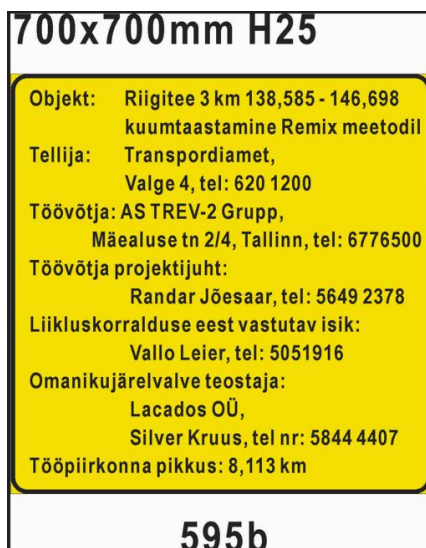 700x700mm H25
Objekt: Riigitee 3 km 138,585 - 146,698
kuumtaastamine Remix meetodil
Tellija: Transpordiamet,
Valge 4, tel: 620 1200
Töövõtja: AS TREV-2 Grupp,
Mäealuse tn 2/4, Tallinn, tel: 6776500
Töövõtja projektijuht:
Randar Jõesaar, tel: 5649 2378
Liikluskorralduse eest vastutav isik:
Vallo Leier, tel: 5051916
Omanikujärelvalve teostaja:
Lacados OÜ,
Silver Kruus, tel nr: 5844 4407
Tööpiirkonna pikkus: 8,113 km
595b